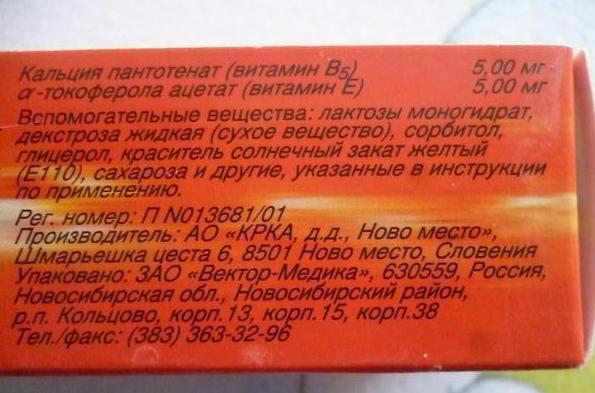 Кальция пантотенат (витамин B5) 5,00 мг
α-токоферола ацетат (витамин E) 5,00 мг
Вспомогательные вещества: лактозы моногидрат,
декстроза жидкая (сухое вещество), сорбитол,
глицерол, краситель солнечный закат желтый
(Е110), сахароза и другие, указанные в инструкции
по применению.
Рег. номер: П N013681/01
Производитель: АО «КРКА, д.д., Ново место»,
Шмарьешка цеста 6, 8501 Ново место, Словения
Упаковано: ЗАО «Вектор-Медика», 630559, Россия,
Новосибирская обл., Новосибирский район,
р.п. Кольцово, корп.13, корп.15, корп.38
Тел./факс: (383) 363-32-96